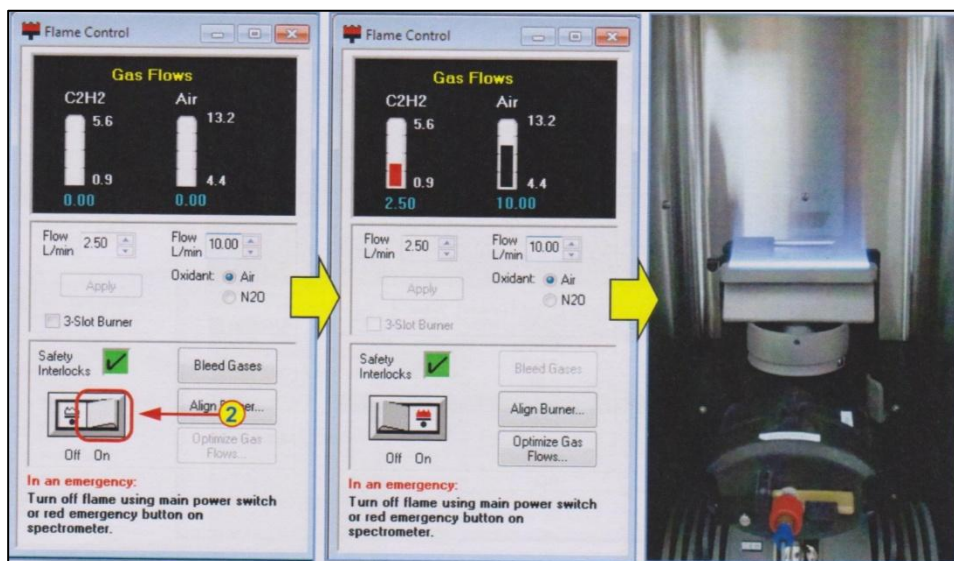 Flame Control
Gas Flows
C2H2 Air
5.6 13.2
0.9 4.4
0.00 0.00
Flow L/min 2.50
Flow L/min 10.00
Oxidant: Air
N2O
Apply
3-Slot Burner
Safety Interlocks
Bleed Gases
Align Burner...
2
Optimize Gas Flows...
Off On
In an emergency:
Turn off flame using main power switch
or red emergency button on
spectrometer.
Flame Control
Gas Flows
C2H2 Air
5.6 13.2
0.9 4.4
2.50 10.00
Flow L/min 2.50
Flow L/min 10.00
Oxidant: Air
N2O
Apply
3-Slot Burner
Safety Interlocks
Bleed Gases
Align Burner...
Optimize Gas Flows...
Off On
In an emergency:
Turn off flame using main power switch
or red emergency button on
spectrometer.